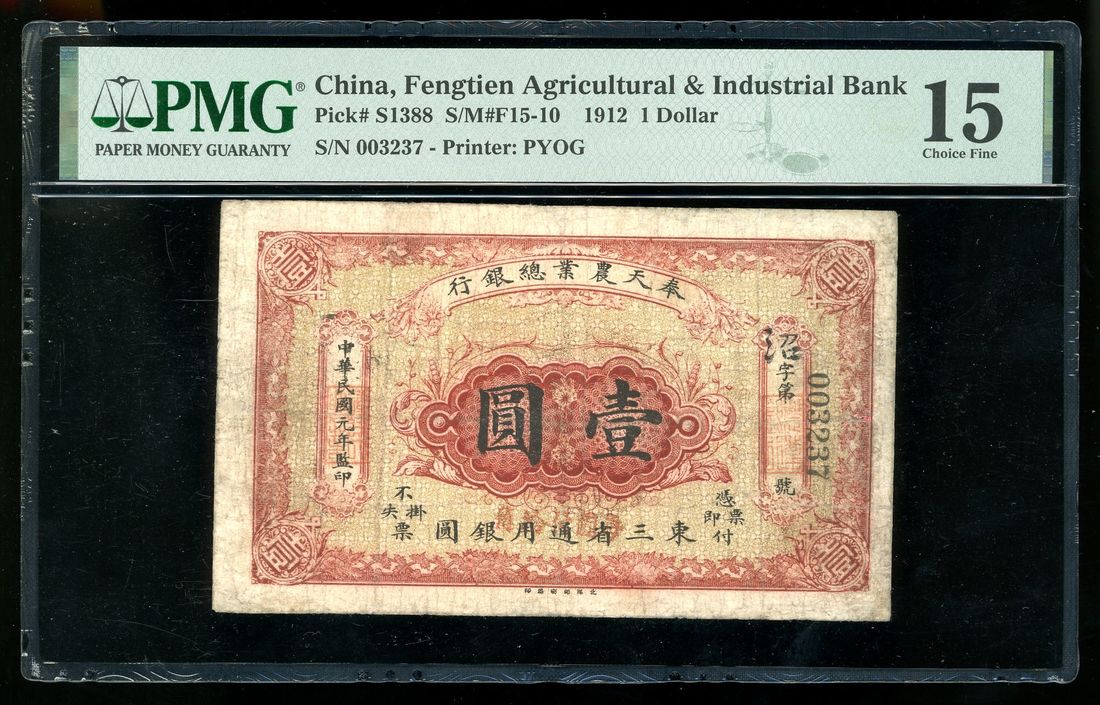 PMG®
PAPER MONEY GUARANTY
China, Fengtien Agricultural & Industrial Bank
Pick# S1388 S/M#F15-10 1912 1 Dollar
S/N 003237 - Printer: PYOG
15
Choice Fine
奉天農業總銀行
沼字第
003237
號
壹圓
中華民國元年監印
憑票即付
不掛失票
東三省通用銀圓